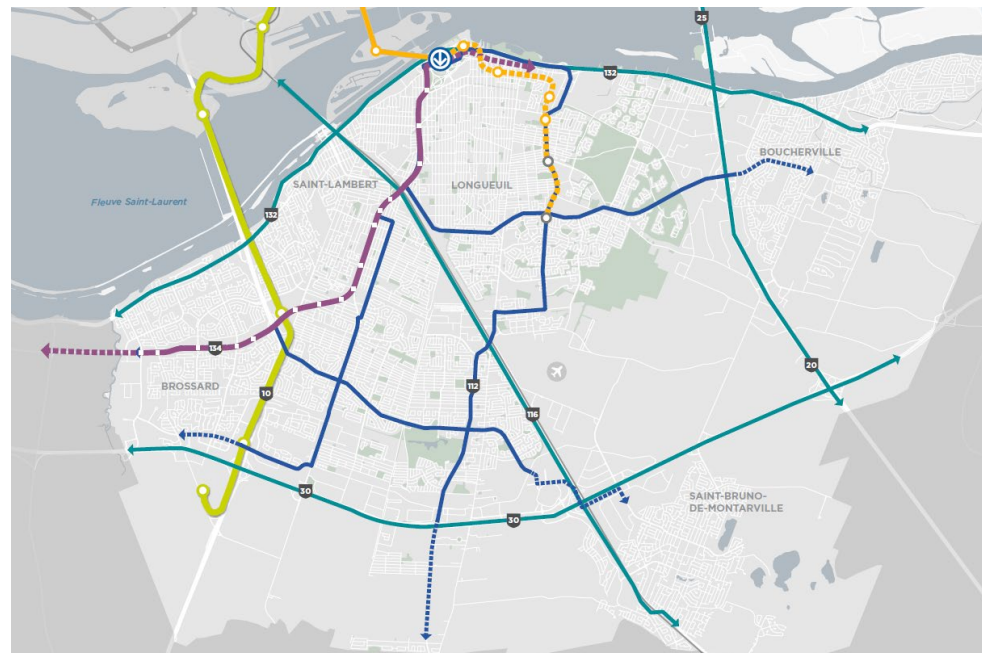 25
132
BOUCHERVILLE
SAINT-LAMBERT
LONGUEUIL
Fleuve Saint-Laurent
132
134
BROSSARD
10
112
116
20
30
30
SAINT-BRUNO-
DE-MONTARVILLE